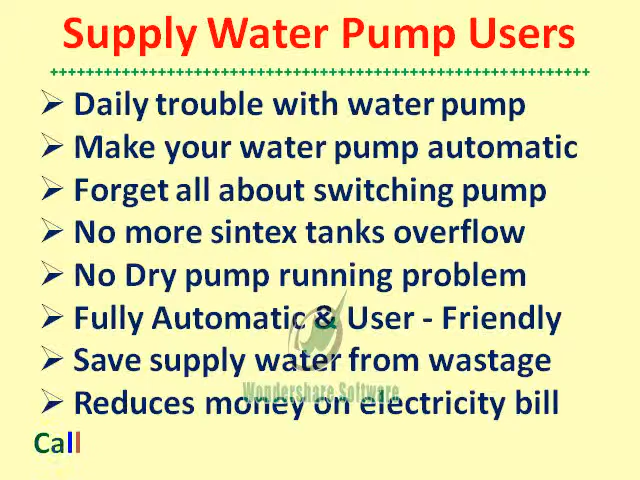 Supply Water Pump Users
++++++++++++++++++++++++++++++++++++++++++++++++++++++++++++
➢ Daily trouble with water pump
➢ Make your water pump automatic
➢ Forget all about switching pump
➢ No more sintex tanks overflow
➢ No Dry pump running problem
➢ Fully Automatic & User - Friendly
➢ Save supply water from wastage
➢ Reduces money on electricity bill
Wondershare Software
Call